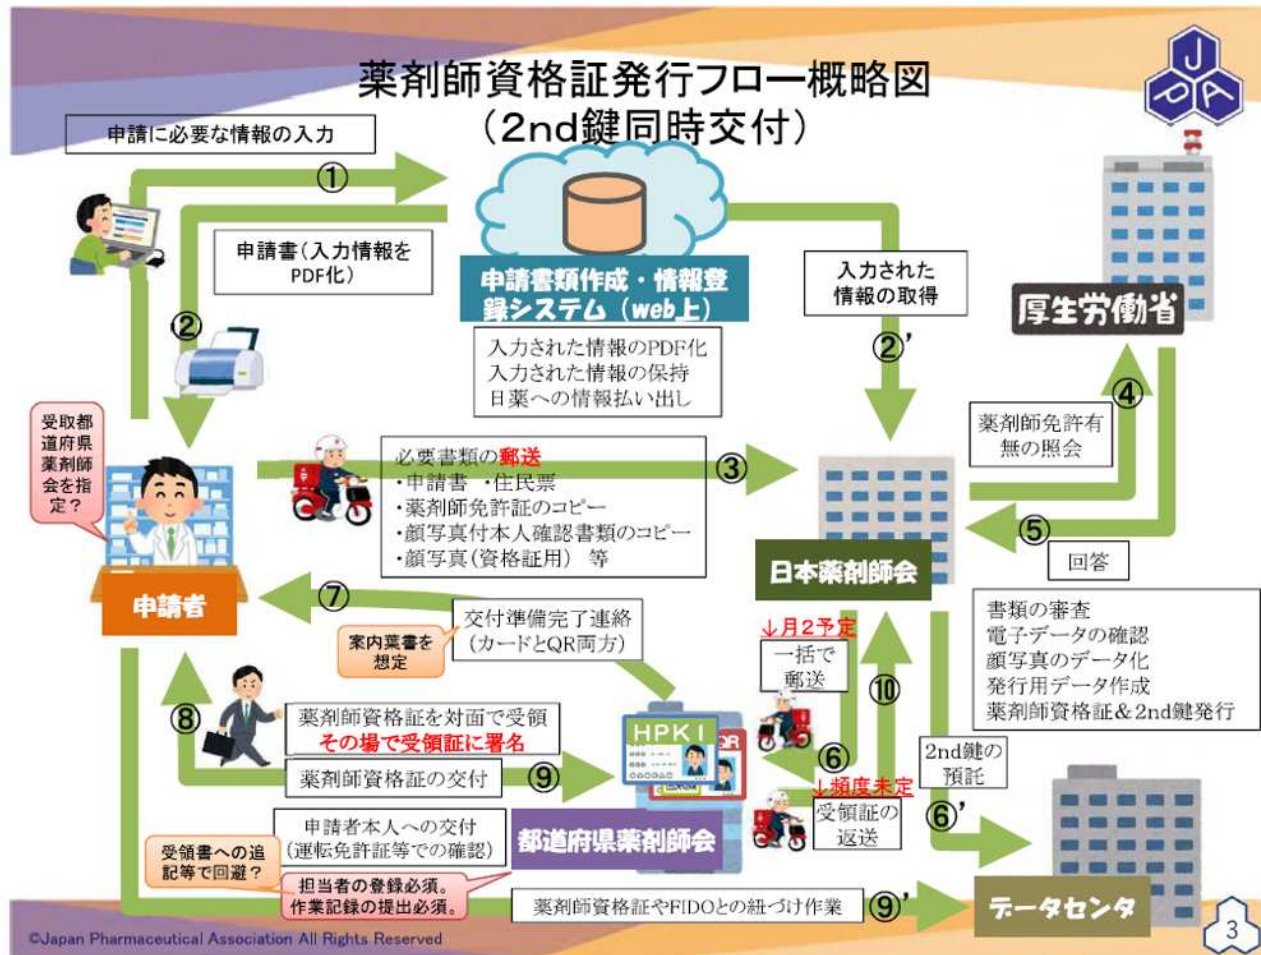 薬剤師資格証発行フロー概略図
（2nd鍵同時交付）
JPA
申請に必要な情報の入力
①
申請書（入力情報を
PDF化）
②
申請書類作成・情報登
録システム（web上）
入力された情報のPDF化
入力された情報の保持
日薬への情報払い出し
入力された
情報の取得
②'
厚生労働省
④
薬剤師免許有
無の照会
⑤
回答
受取都
道府県
薬剤師
会を指
定？
申請者
必要書類の郵送
・申請書 ・住民票
・薬剤師免許証のコピー
・顔写真付本人確認書類のコピー
・顔写真（資格証用） 等
③
日本薬剤師会
書類の審査
電子データの確認
顔写真のデータ化
発行用データ作成
薬剤師資格証&2nd鍵発行
⑦
交付準備完了連絡
（カードとQR両方）
案内葉書を
想定
↓月2予定
一括で
郵送
⑥
⑩
↓頻度未定
受領証の
返送
2nd鍵の
預託
⑥'
⑧
薬剤師資格証を対面で受領
その場で受領証に署名
薬剤師資格証の交付
⑨
HPKI
QR
申請者本人への交付
（運転免許証等での確認）
都道府県薬剤師会
受領書への追
記等で回避？
担当者の登録必須。
作業記録の提出必須。
薬剤師資格証やFIDOとの紐づけ作業
⑨'
データセンタ
©Japan Pharmaceutical Association All Rights Reserved
3